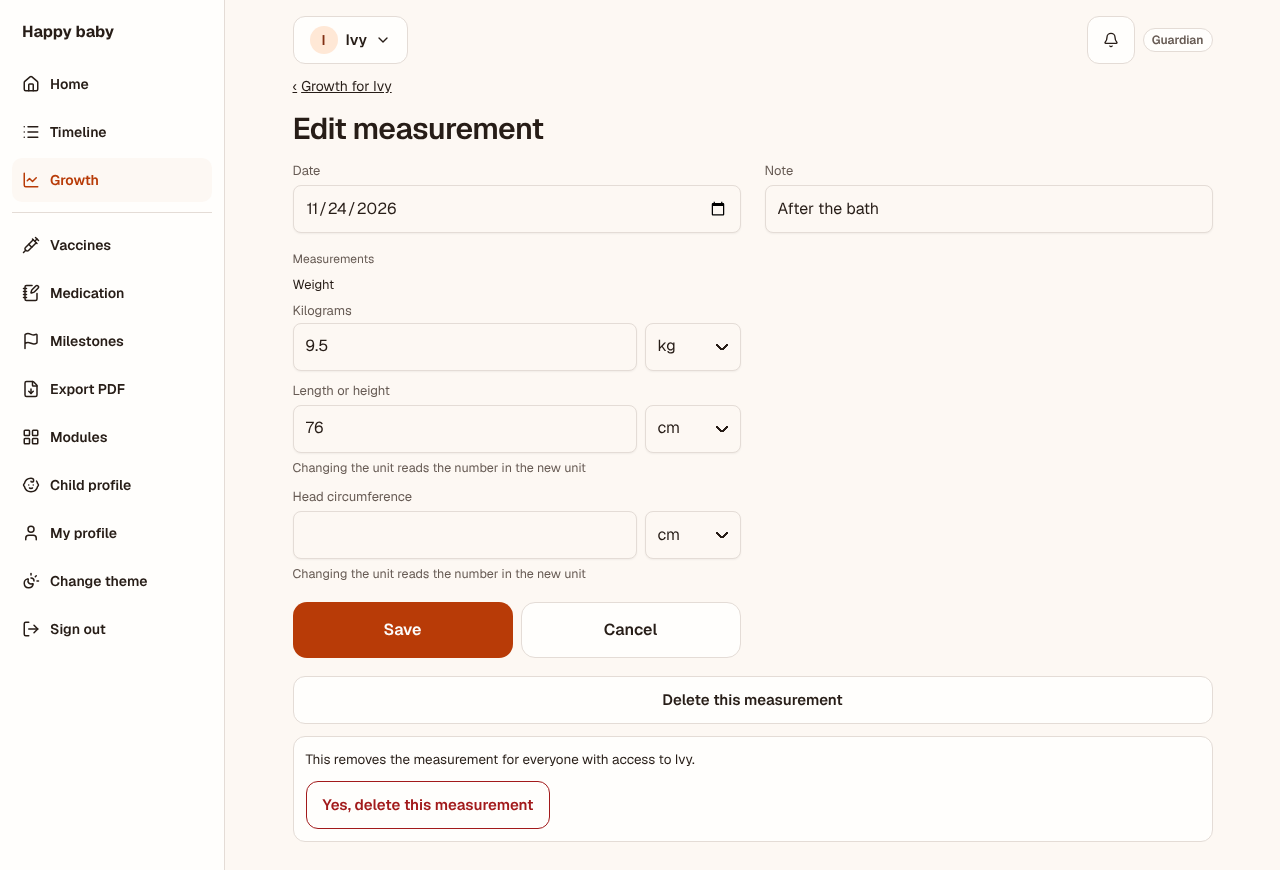 Happy baby
Home
Timeline
Growth
Vaccines
Medication
Milestones
Export PDF
Modules
Child profile
My profile
Change theme
Sign out
I Ivy
Guardian
‹ Growth for Ivy
Edit measurement
Date
11/24/2026
Note
After the bath
Measurements
Weight
Kilograms
9.5 kg
Length or height
76 cm
Changing the unit reads the number in the new unit
Head circumference
cm
Changing the unit reads the number in the new unit
Save Cancel
Delete this measurement
This removes the measurement for everyone with access to Ivy.
Yes, delete this measurement